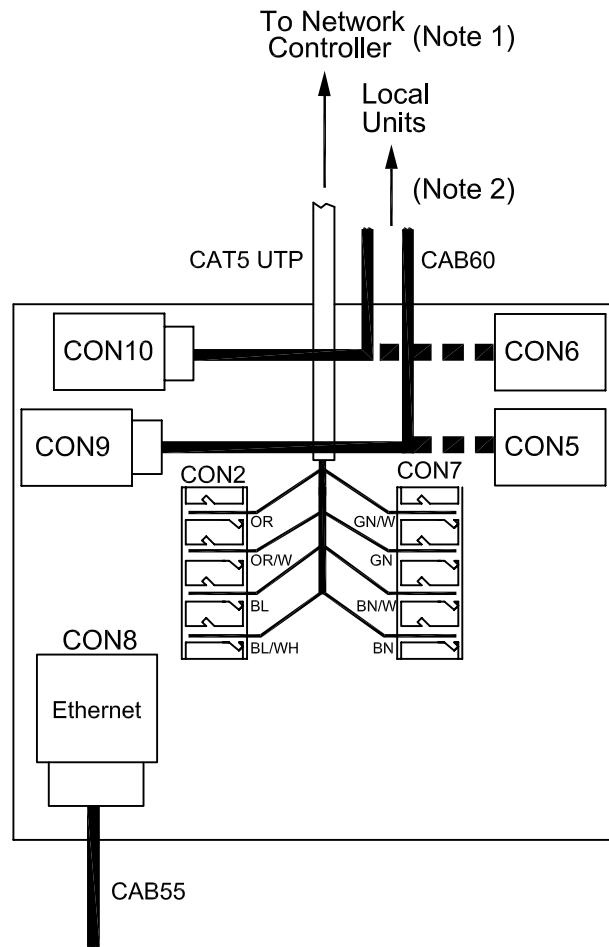 To Network
Controller (Note 1)
Local
Units
(Note 2)
CAT5 UTP
CAB60
CON10
CON6
CON9
CON5
CON2
CON7
OR
GN/W
OR/W
GN
BL
BN/W
BL/WH
BN
CON8
Ethernet
CAB55